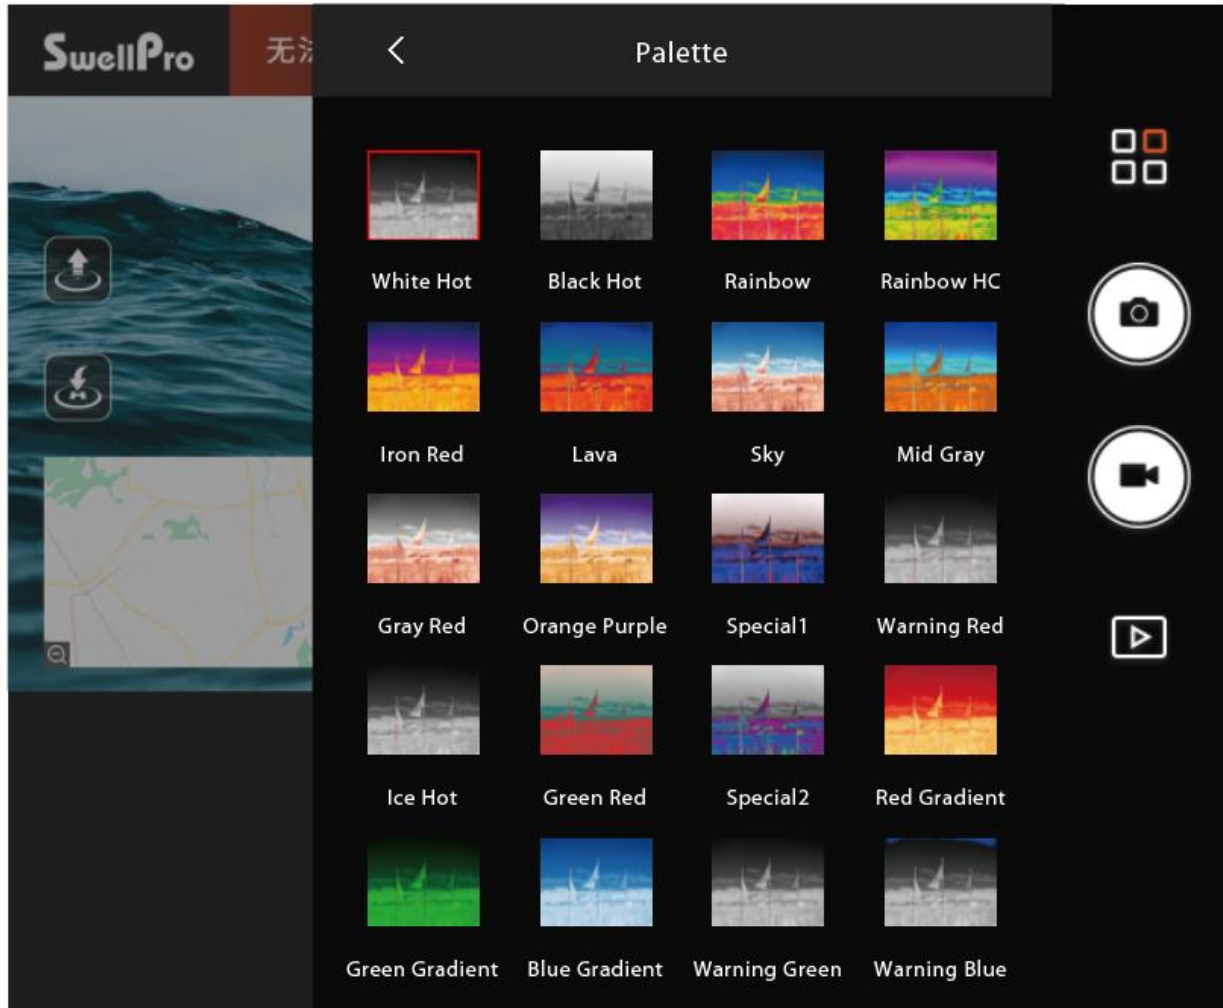 SwellPro
无法
Palette
White Hot
Black Hot
Rainbow
Rainbow HC
Iron Red
Lava
Sky
Mid Gray
Gray Red
Orange Purple
Special1
Warning Red
Ice Hot
Green Red
Special2
Red Gradient
Green Gradient
Blue Gradient
Warning Green
Warning Blue